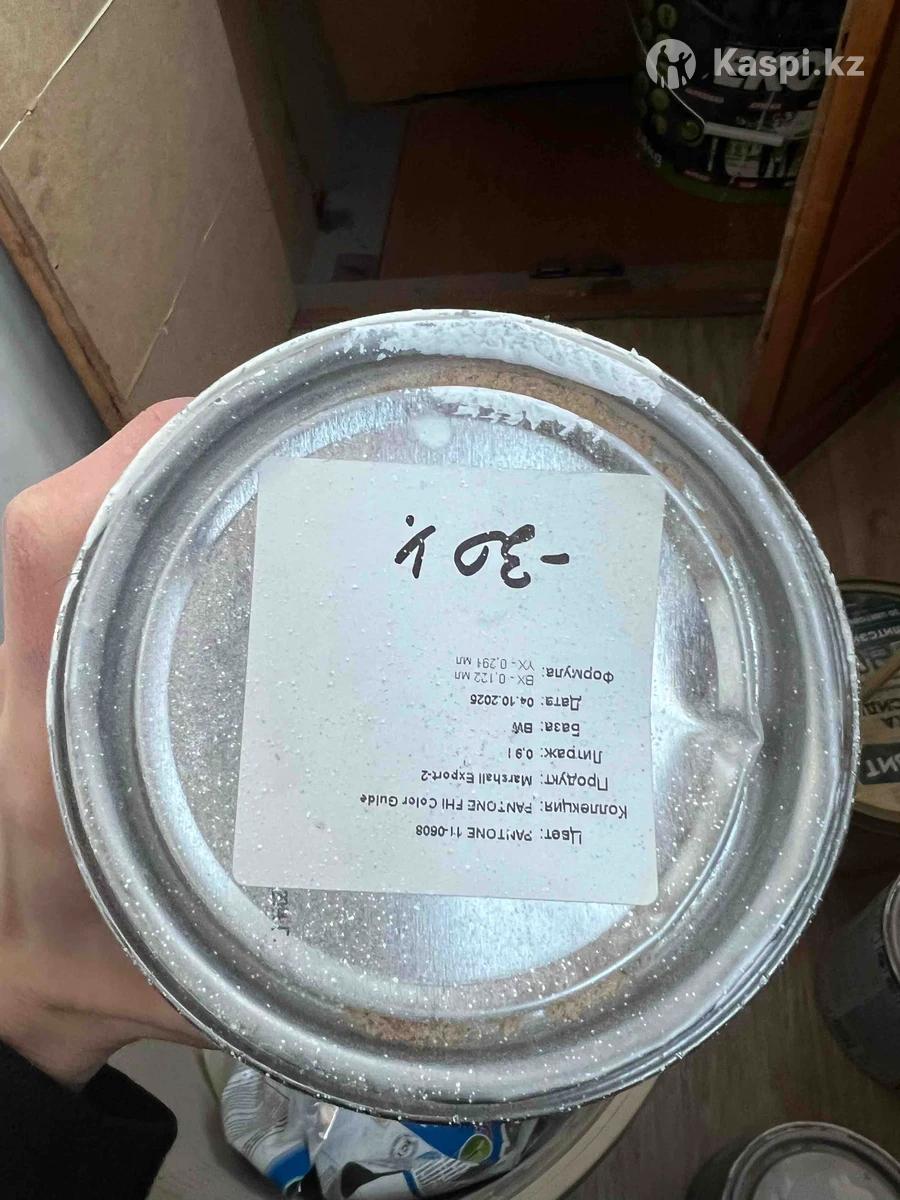 Kaspi.kz
Цвет: PANTONE 11-0608
Коллекция: PANTONE FHI Color Guide
Продукт: Marshall Export-2
Литраж: 0.9 l
База: BW
Дата: 04.10.2025
Формула: BX - 0,122 мл
YX - 0,291 мл